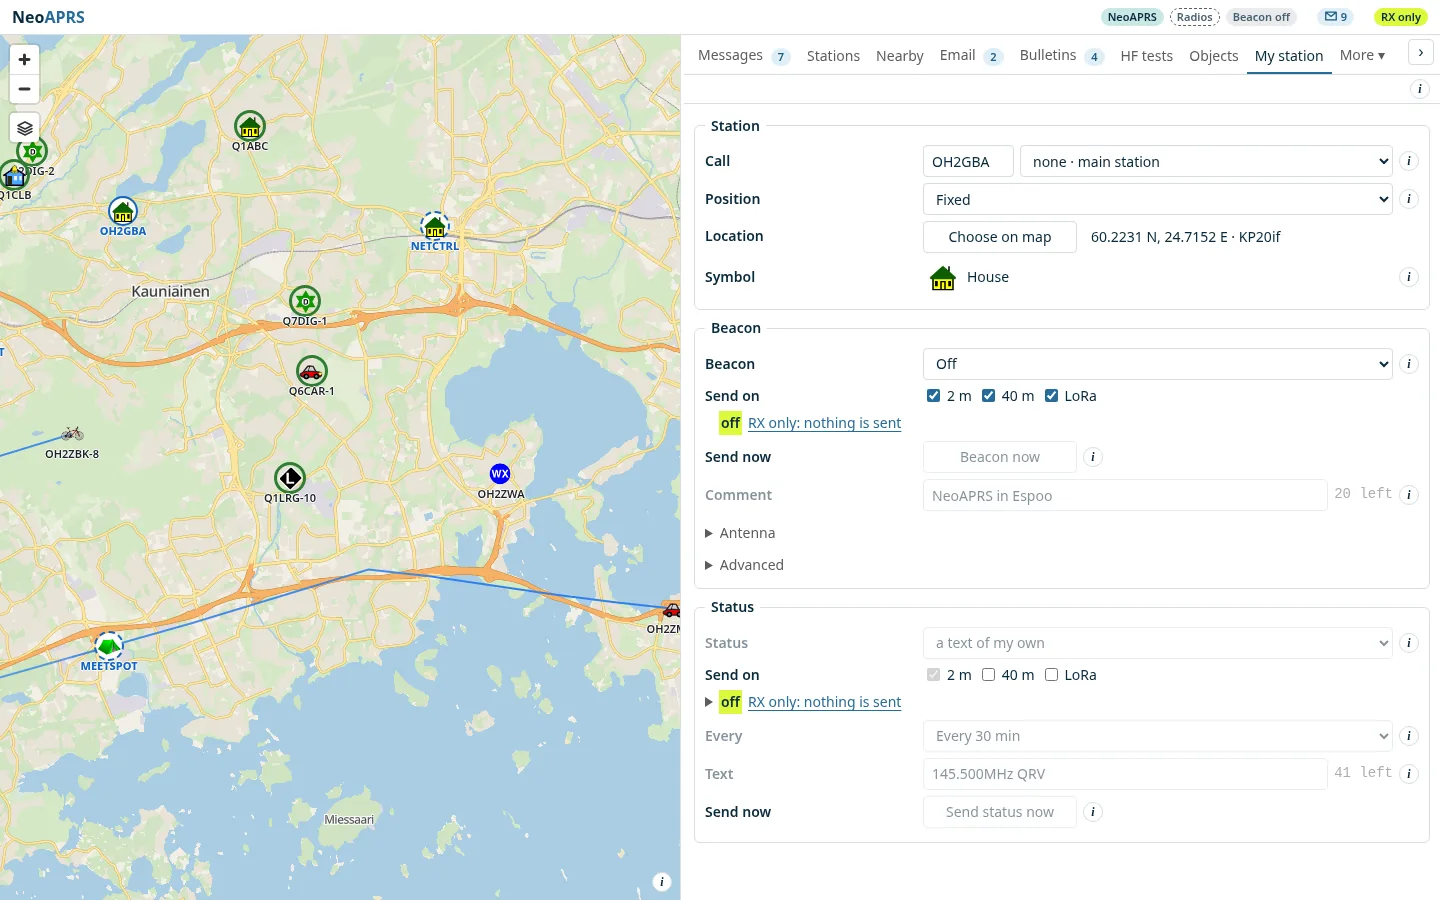 NeoAPRS
NeoAPRS Radios Beacon off 9 RX only
Messages 7 Stations Nearby Email 2 Bulletins 4 HF tests Objects My station More ▾ ›
i
+
−
Q1ABC
DIG-2
Q1CLB
OH2GBA
NETCTRL
Kauniainen
Q7DIG-1
T
Q6CAR-1
OH2ZBK-8
L
Q1LRG-10
WX
OH2ZWA
OH2ZM
MEETSPOT
Miessaari
i
Station
Call OH2GBA none · main station i
Position Fixed i
Location Choose on map 60.2231 N, 24.7152 E · KP20if
Symbol House i
Beacon
Beacon Off i
Send on 2 m 40 m LoRa
off RX only: nothing is sent
Send now Beacon now i
Comment NeoAPRS in Espoo 20 left i
Antenna
Advanced
Status
Status a text of my own i
Send on 2 m 40 m LoRa
off RX only: nothing is sent
Every Every 30 min i
Text 145.500MHz QRV 41 left i
Send now Send status now i